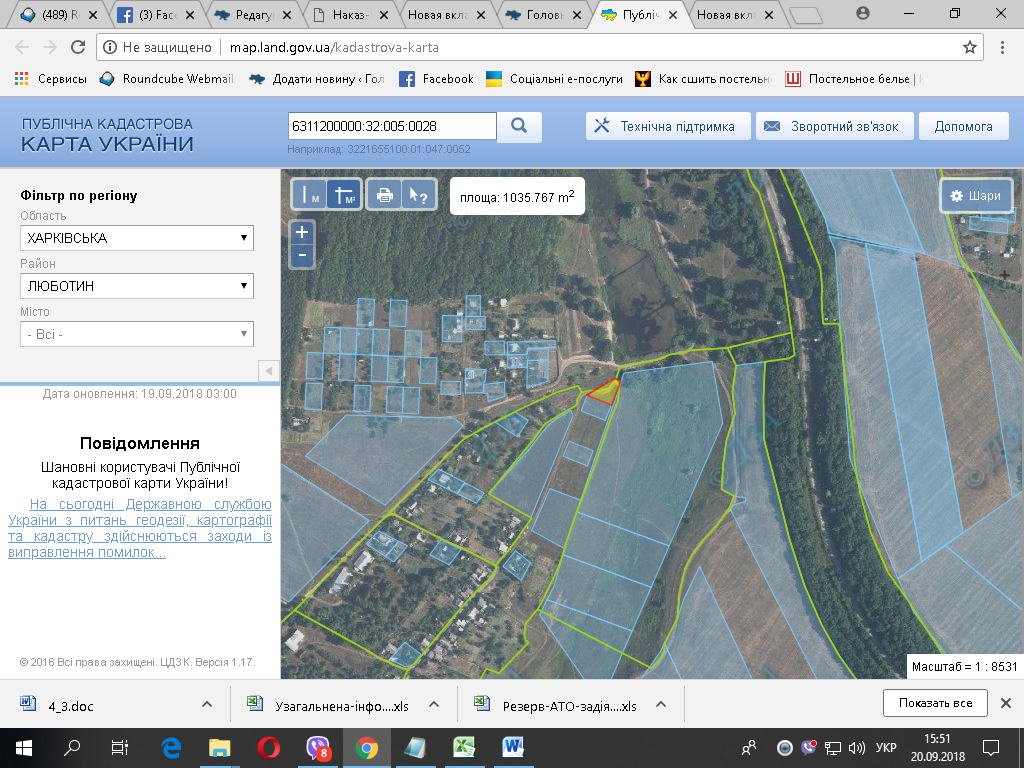 (489) R
(3) Face
Редагу
Наказ-
Новая вкл
Голов
Публіч
Новая вкл
Не защищено
map.land.gov.ua/kadastrova-karta
Сервисы
Roundcube Webmail
Додати новину ‹ Гол
Facebook
Соціальні е-послуги
Как сшить постельн
Постельное белье |
ПУБЛІЧНА КАДАСТРОВА
КАРТА УКРАЇНИ
6311200000:32:005:0028
Наприклад: 3221655100:01:047:0052
Технічна підтримка
Зворотний зв'язок
Допомога
Фільтр по регіону
Область
ХАРКІВСЬКА
Район
ЛЮБОТИН
Місто
- Всі -
м
м²
?
площа: 1035.767 m²
Шари
+
-
Дата оновлення: 19.09.2018 03:00
Повідомлення
Шановні користувачі Публічної
кадастрової карти України!
На сьогодні Державною службою
України з питань геодезії, картографії
та кадастру здійснюються заходи із
виправлення помилок...
© 2016 Всі права захищені. ЦДЗК. Версія 1.17.
Масштаб = 1 : 8531
4_3.doc
Узагальнена-інфо....xls
Резерв-АТО-задія....xls
Показать все
8
УКР
15:51
20.09.2018